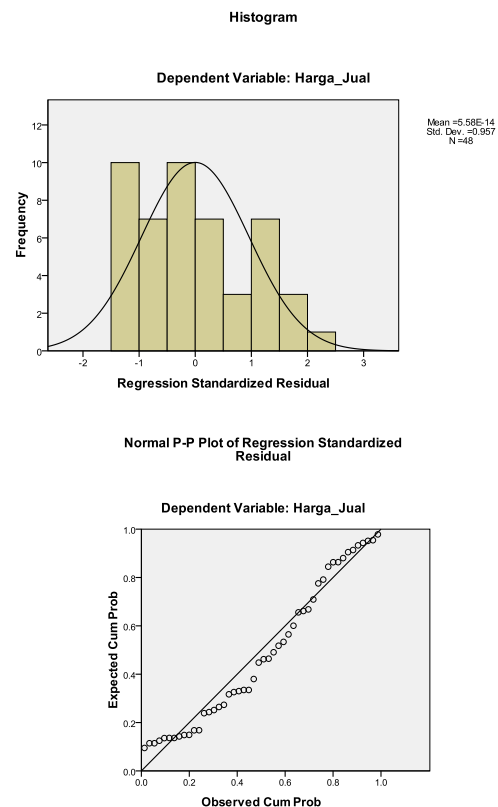 Histogram
Dependent Variable: Harga_Jual
Mean =5.58E-14
Std. Dev. =0.957
N =48
12
10
8
6
4
2
0
Frequency
-2 -1 0 1 2 3
Regression Standardized Residual
Normal P-P Plot of Regression Standardized
Residual
Dependent Variable: Harga_Jual
1.0
0.8
0.6
0.4
0.2
0.0
Expected Cum Prob
0.0 0.2 0.4 0.6 0.8 1.0
Observed Cum Prob